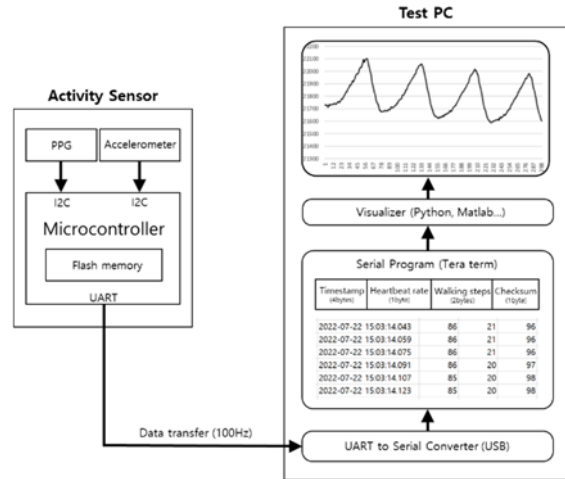 Test PC
Activity Sensor
PPG
Accelerometer
I2C
I2C
Microcontroller
Flash memory
UART
Visualizer (Python, Matlab...)
Serial Program (Tera term)
Timestamp Heartbeat rate Walking steps Checksum
(4bytes) (1byte) (2bytes) (1byte)
2022-07-22 15:03:14.043 86 21 96
2022-07-22 15:03:14.059 86 21 96
2022-07-22 15:03:14.075 86 21 96
2022-07-22 15:03:14.091 86 20 97
2022-07-22 15:03:14.107 85 20 98
2022-07-22 15:03:14.123 85 20 98
Data transfer (100Hz)
UART to Serial Converter (USB)